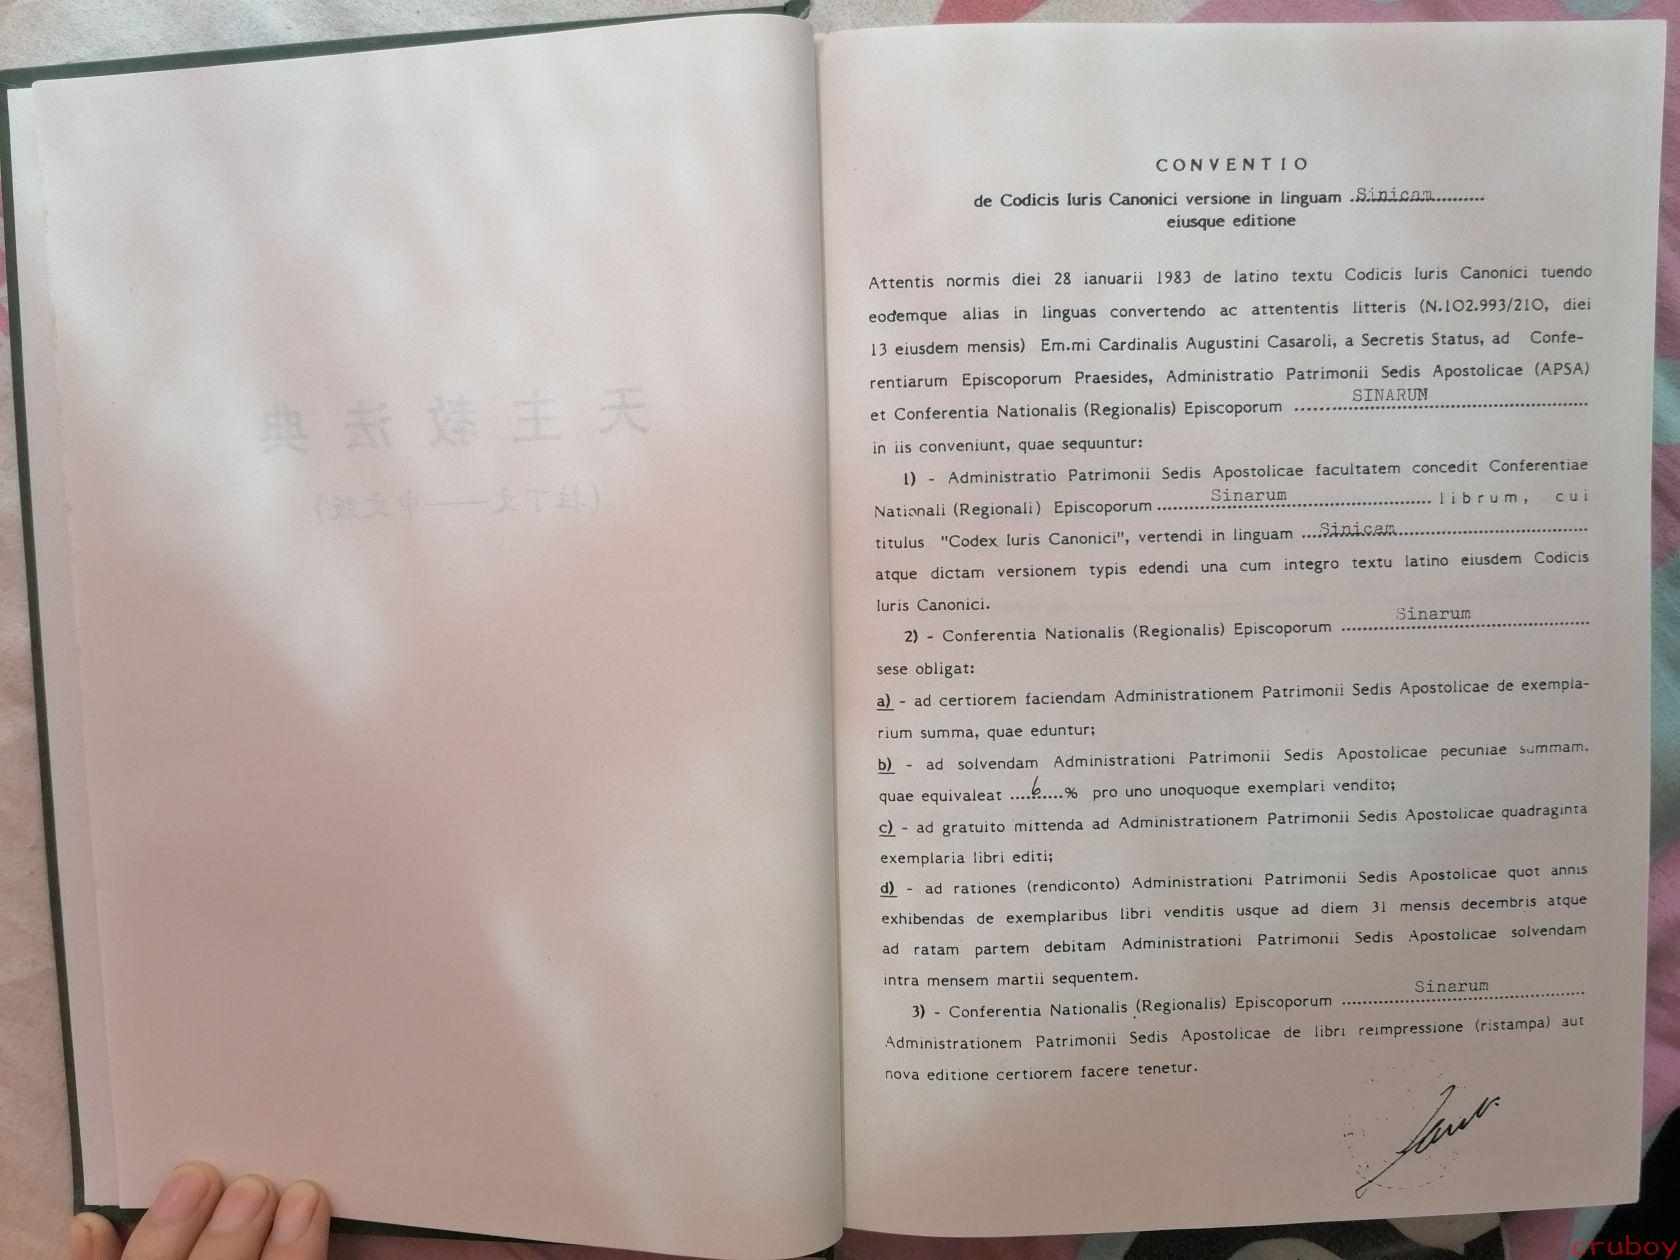 天主教法典
(拉丁文——中文版)
CONVENTIO
de Codicis Iuris Canonici versione in linguam .Sinicam..........
eiusque editione
Attentis normis diei 28 ianuarii 1983 de latino textu Codicis Iuris Canonici tuendo
eodemque alias in linguas convertendo ac attententis litteris (N.102.993/210, diei
13 eiusdem mensis) Em.mi Cardinalis Augustini Casaroli, a Secretis Status, ad Confe-
rentiarum Episcoporum Praesides, Administratio Patrimonii Sedis Apostolicae (APSA)
et Conferentia Nationalis (Regionalis) Episcoporum SINARUM
in iis conveniunt, quae sequuntur:
1) - Administratio Patrimonii Sedis Apostolicae facultatem concedit Conferentiae
Nationali (Regionali) Episcoporum Sinarum librum, cui
titulus "Codex Iuris Canonici", vertendi in linguam Sinicam
atque dictam versionem typis edendi una cum integro textu latino eiusdem Codicis
Iuris Canonici.
2) - Conferentia Nationalis (Regionalis) Episcoporum Sinarum
sese obligat:
a) - ad certiorem faciendam Administrationem Patrimonii Sedis Apostolicae de exempla-
rium summa, quae eduntur;
b) - ad solvendam Administrationi Patrimonii Sedis Apostolicae pecuniae summam,
quae equivaleat ....6.....% pro uno unoquoque exemplari vendito;
c) - ad gratuito mittenda ad Administrationem Patrimonii Sedis Apostolicae quadraginta
exemplaria libri editi;
d) - ad rationes (rendiconto) Administrationi Patrimonii Sedis Apostolicae quot annis
exhibendas de exemplaribus libri venditis usque ad diem 31 mensis decembris atque
ad ratam partem debitam Administrationi Patrimonii Sedis Apostolicae solvendam
intra mensem martii sequentem.
3) - Conferentia Nationalis (Regionalis) Episcoporum Sinarum
Administrationem Patrimonii Sedis Apostolicae de libri reimpressione (ristampa) aut
nova editione certiorem facere tenetur.
cruboy